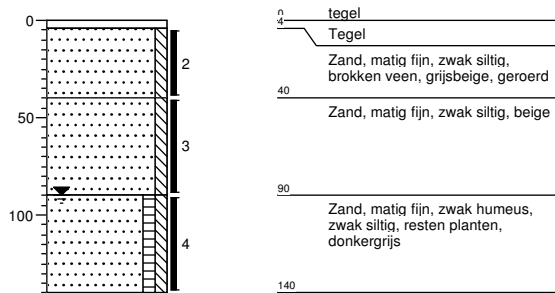 0
50
100
2
3
4
0
4
40
90
140
tegel
Tegel
Zand, matig fijn, zwak siltig,
brokken veen, grijsbeige, geroerd
Zand, matig fijn, zwak siltig, beige
Zand, matig fijn, zwak humeus,
zwak siltig, resten planten,
donkergrijs